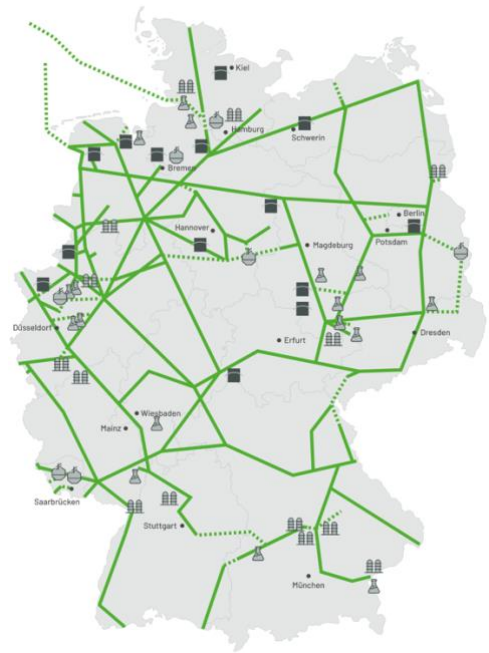 Kiel
Hamburg
Schwerin
Bremen
Berlin
Hannover
Potsdam
Magdeburg
Düsseldorf
Erfurt
Dresden
Wiesbaden
Mainz
Saarbrücken
Stuttgart
München